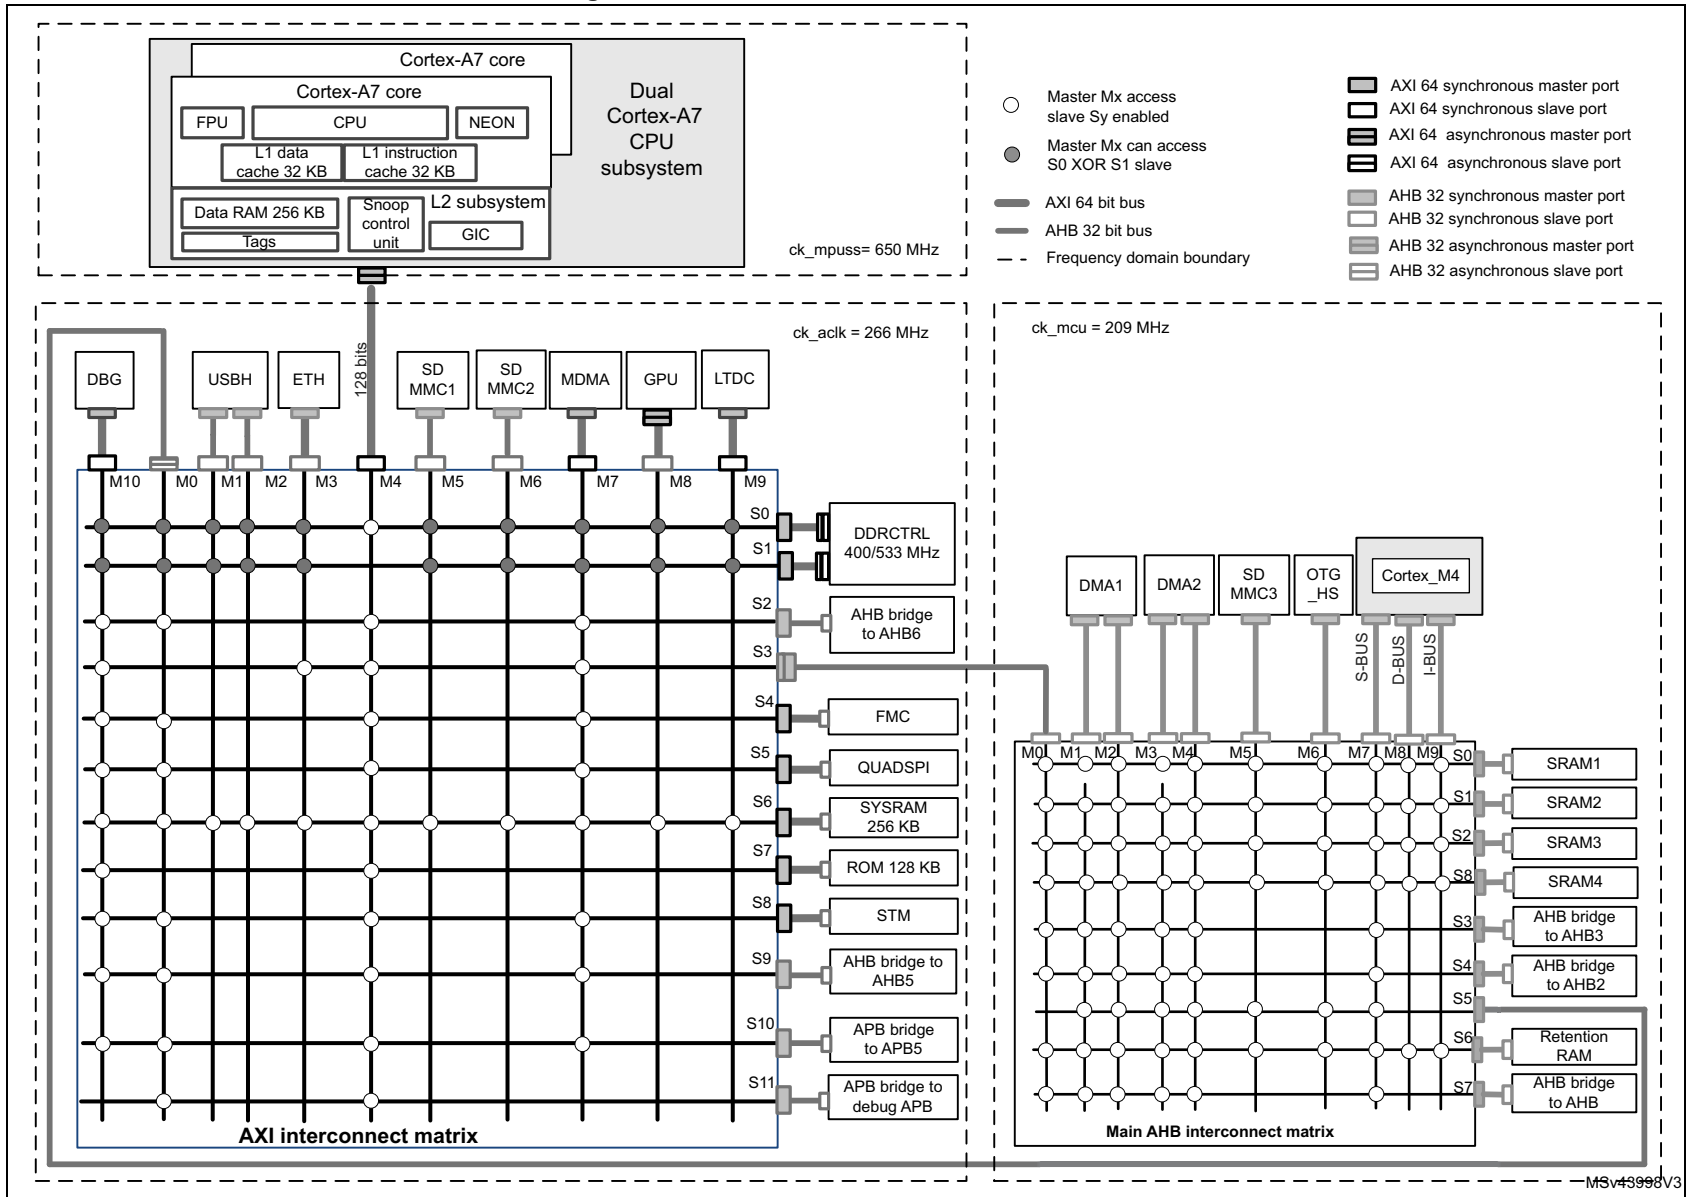 Cortex-A7 core
Cortex-A7 core
FPU
CPU
NEON
L1 data
cache 32 KB
L1 instruction
cache 32 KB
L2 subsystem
Data RAM 256 KB
Tags
Snoop
control
unit
GIC
Dual
Cortex-A7
CPU
subsystem
ck_mpuss= 650 MHz
Master Mx access
slave Sy enabled
Master Mx can access
S0 XOR S1 slave
AXI 64 bit bus
AHB 32 bit bus
Frequency domain boundary
AXI 64 synchronous master port
AXI 64 synchronous slave port
AXI 64 asynchronous master port
AXI 64 asynchronous slave port
AHB 32 synchronous master port
AHB 32 synchronous slave port
AHB 32 asynchronous master port
AHB 32 asynchronous slave port
ck_aclk = 266 MHz
128 bits
DBG
USBH
ETH
SD
MMC1
SD
MMC2
MDMA
GPU
LTDC
M10
M0
M1
M2
M3
M4
M5
M6
M7
M8
M9
S0
S1
DDRCTRL
400/533 MHz
S2
AHB bridge
to AHB6
S3
S4
FMC
S5
QUADSPI
S6
SYSRAM
256 KB
S7
ROM 128 KB
S8
STM
S9
AHB bridge to
AHB5
S10
APB bridge
to APB5
S11
APB bridge to
debug APB
AXI interconnect matrix
ck_mcu = 209 MHz
DMA1
DMA2
SD
MMC3
OTG
_HS
Cortex_M4
S-BUS
D-BUS
I-BUS
M0
M1
M2
M3
M4
M5
M6
M7
M8
M9
S0
SRAM1
S1
SRAM2
S2
SRAM3
S8
SRAM4
S3
AHB bridge
to AHB3
S4
AHB bridge
to AHB2
S5
S6
Retention
RAM
S7
AHB bridge
to AHB
Main AHB interconnect matrix
MSv43998V3